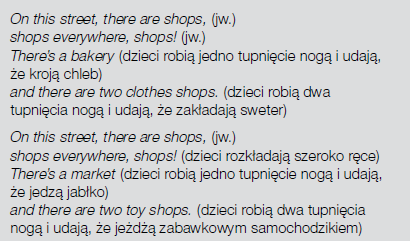 On this street, there are shops, (jw.)
shops everywhere, shops! (jw.)
There's a bakery (dzieci robią jedno tupnięcie nogą i udają,
że kroją chleb)
and there are two clothes shops. (dzieci robią dwa
tupnięcia nogą i udają, że zakładają sweter)
On this street, there are shops, (jw.)
shops everywhere, shops! (dzieci rozkładają szeroko ręce)
There's a market (dzieci robią jedno tupnięcie nogą i udają,
że jedzą jabłko)
and there are two toy shops. (dzieci robią dwa tupnięcia
nogą i udają, że jeżdżą zabawkowym samochodzikiem)